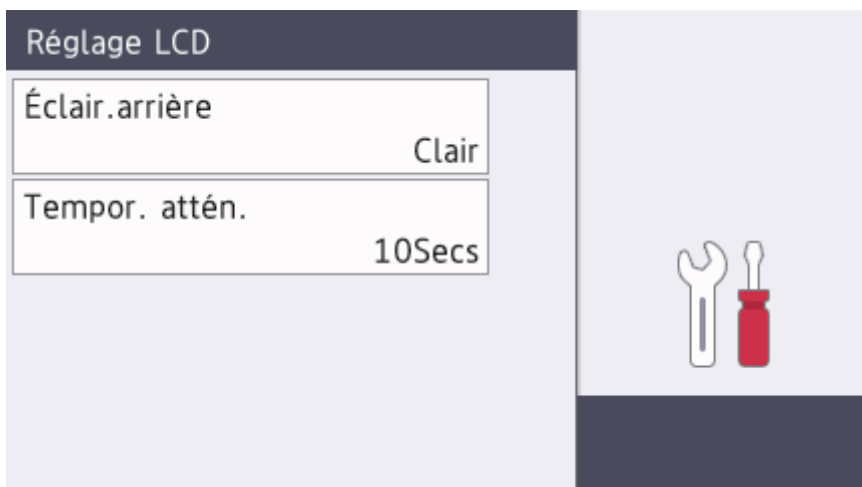 Réglage LCD
Éclair.arrière
Clair
Tempor. attén.
10Secs